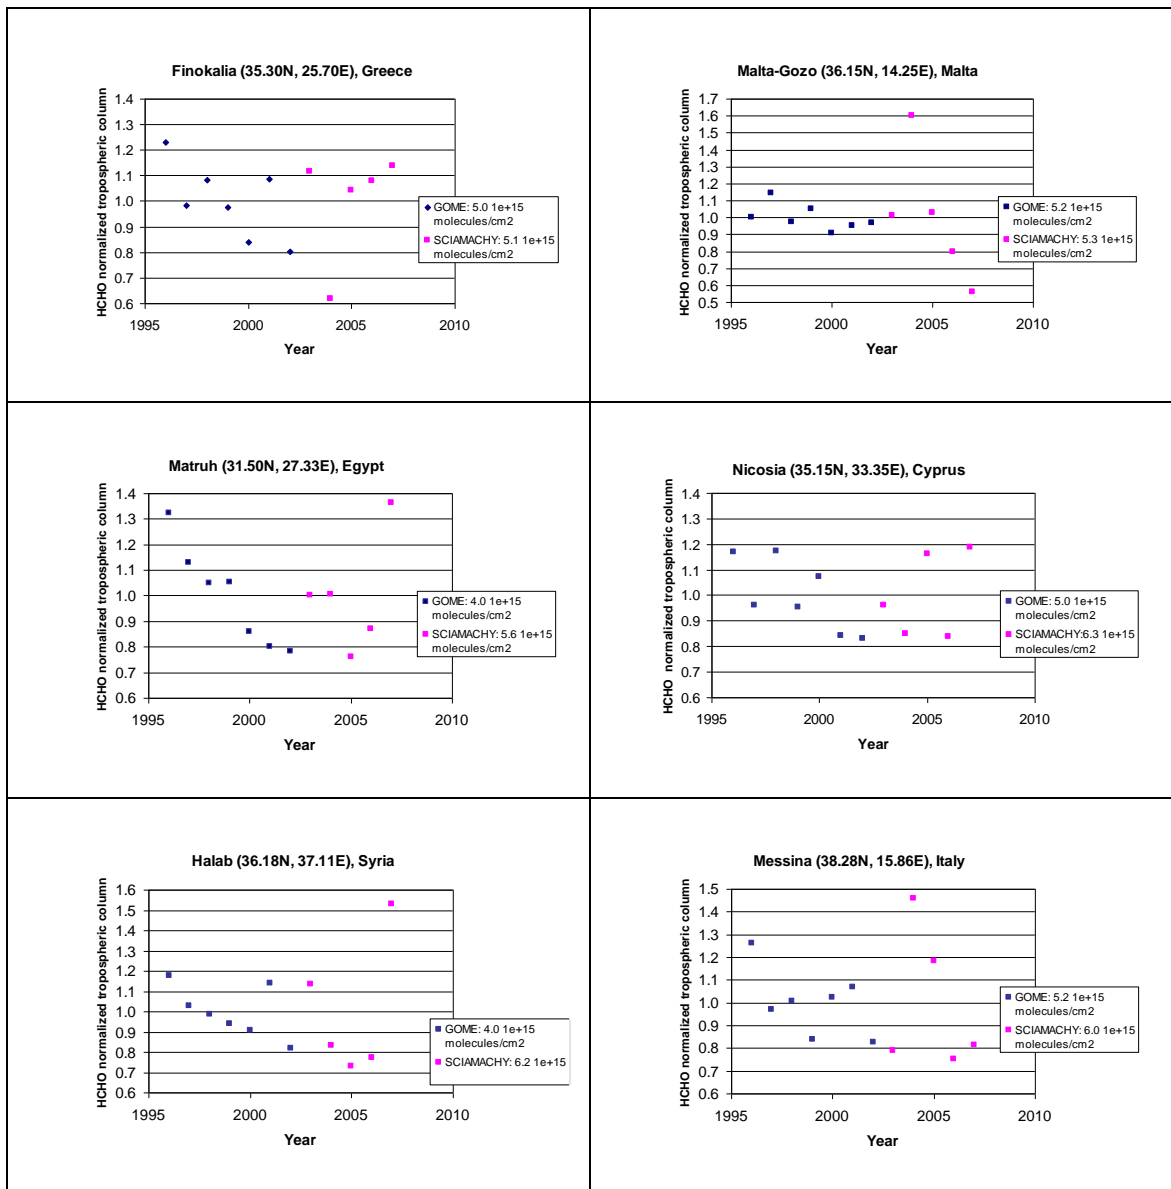 Finokalia (35.30N, 25.70E), Greece
HCHO normalized tropospheric column
1.4
1.3
1.2
1.1
1.0
0.9
0.8
0.7
0.6
1995 2000 2005 2010
Year
GOME: 5.0 1e+15
molecules/cm2
SCIAMACHY: 5.1 1e+15
molecules/cm2
Malta-Gozo (36.15N, 14.25E), Malta
HCHO normalized tropospheric column
1.7
1.6
1.5
1.4
1.3
1.2
1.1
1.0
0.9
0.8
0.7
0.6
0.5
1995 2000 2005 2010
Year
GOME: 5.2 1e+15
molecules/cm2
SCIAMACHY: 5.3 1e+15
molecules/cm2
Matruh (31.50N, 27.33E), Egypt
HCHO normalized tropospheric column
1.4
1.3
1.2
1.1
1.0
0.9
0.8
0.7
0.6
1995 2000 2005 2010
Year
GOME: 4.0 1e+15
molecules/cm2
SCIAMACHY: 5.6 1e+15
molecules/cm2
Nicosia (35.15N, 33.35E), Cyprus
HCHO normalized tropospheric column
1.4
1.3
1.2
1.1
1.0
0.9
0.8
0.7
0.6
1995 2000 2005 2010
Year
GOME: 5.0 1e+15
molecules/cm2
SCIAMACHY:6.3 1e+15
molecules/cm2
Halab (36.18N, 37.11E), Syria
HCHO normalized tropospheric column
1.6
1.5
1.4
1.3
1.2
1.1
1.0
0.9
0.8
0.7
0.6
1995 2000 2005 2010
Year
GOME: 4.0 1e+15
molecules/cm2
SCIAMACHY: 6.2 1e+15
Messina (38.28N, 15.86E), Italy
HCHO normalized tropospheric column
1.5
1.4
1.3
1.2
1.1
1.0
0.9
0.8
0.7
0.6
1995 2000 2005 2010
Year
GOME: 5.2 1e+15
molecules/cm2
SCIAMACHY: 6.0 1e+15
molecules/cm2